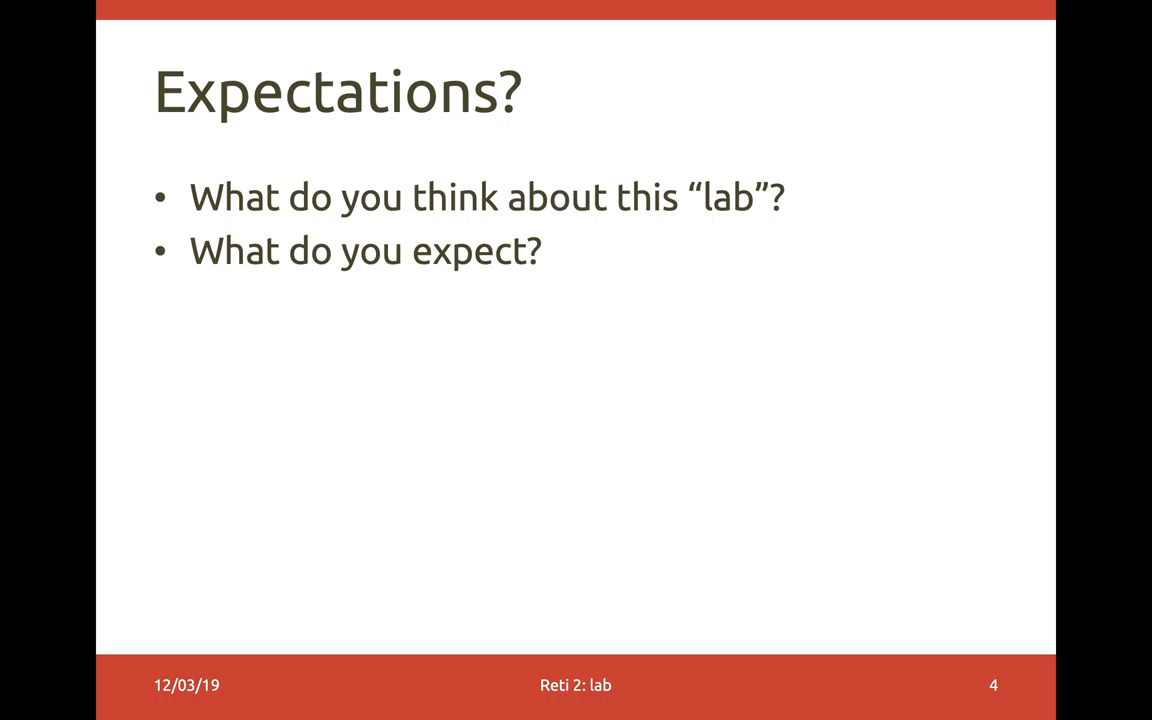 Expectations?
• What do you think about this “lab”?
• What do you expect?
12/03/19 Reti 2: lab 4